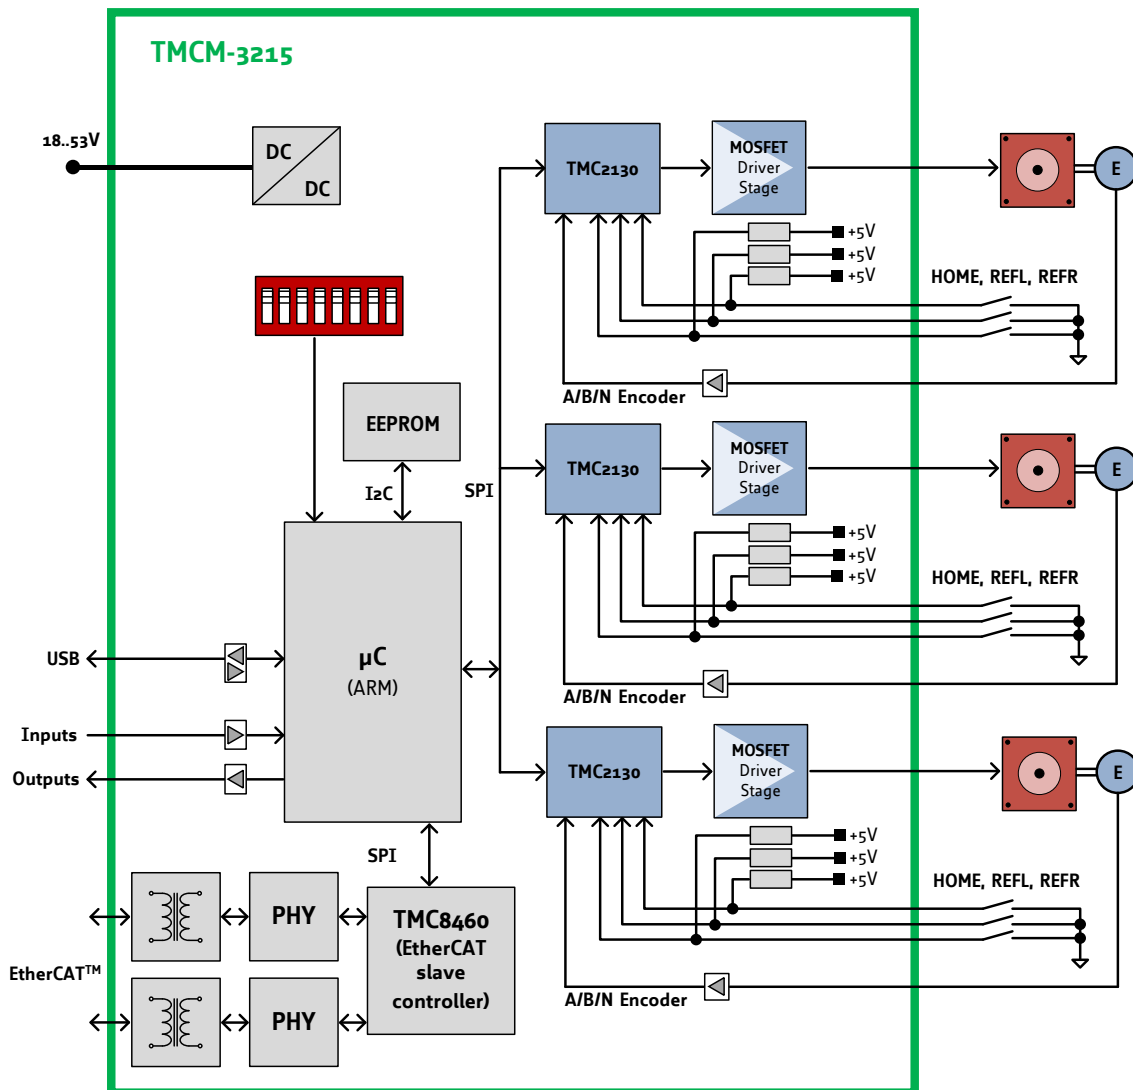 TMCM-3215
18..53V
DC
DC
TMC2130
MOSFET
Driver
Stage
E
+5V
+5V
+5V
HOME, REFL, REFR
A/B/N Encoder
EEPROM
I2C
SPI
TMC2130
MOSFET
Driver
Stage
E
+5V
+5V
+5V
HOME, REFL, REFR
A/B/N Encoder
µC
(ARM)
USB
Inputs
Outputs
TMC2130
MOSFET
Driver
Stage
E
+5V
+5V
+5V
HOME, REFL, REFR
A/B/N Encoder
SPI
PHY
TMC8460
(EtherCAT
slave
controller)
EtherCAT™
PHY